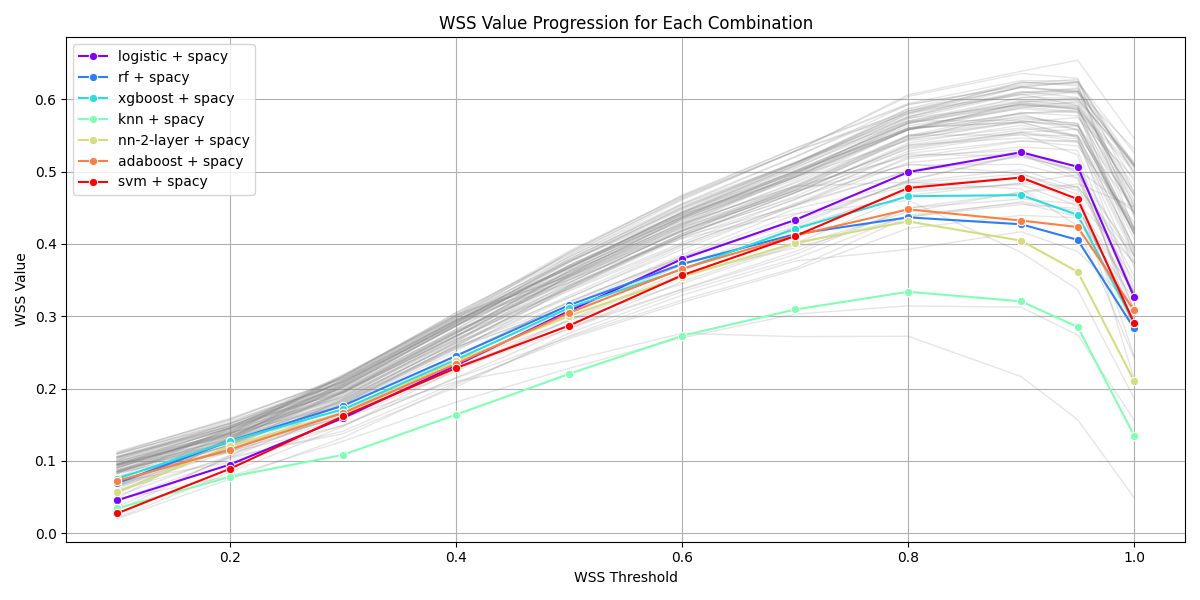 WSS Value Progression for Each Combination
logistic + spacy
rf + spacy
xgboost + spacy
knn + spacy
nn-2-layer + spacy
adaboost + spacy
svm + spacy
WSS Value
0.6
0.5
0.4
0.3
0.2
0.1
0.0
0.2 0.4 0.6 0.8 1.0
WSS Threshold